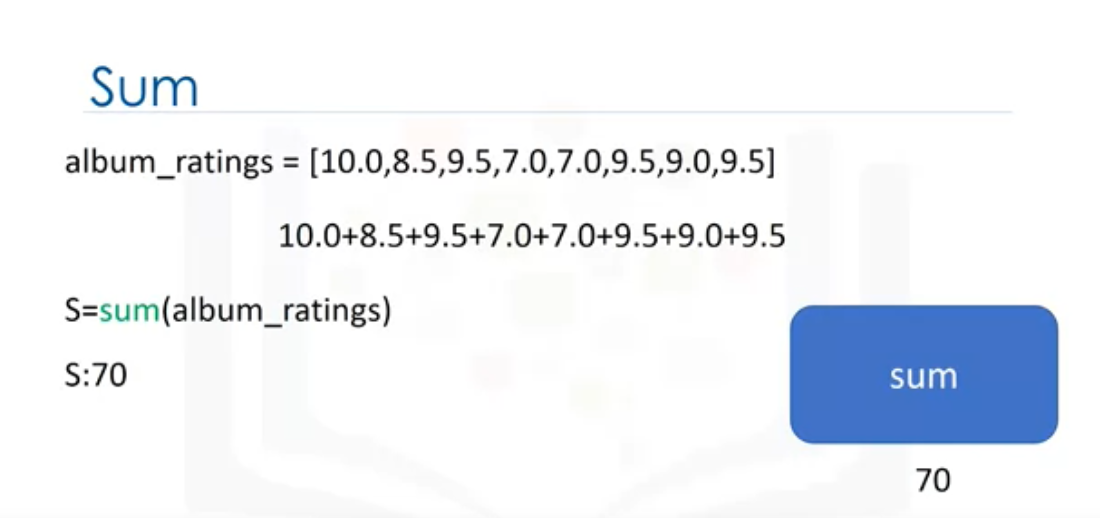 Sum
album_ratings = [10.0,8.5,9.5,7.0,7.0,9.5,9.0,9.5]
10.0+8.5+9.5+7.0+7.0+9.5+9.0+9.5
S=sum(album_ratings)
S:70
sum
70